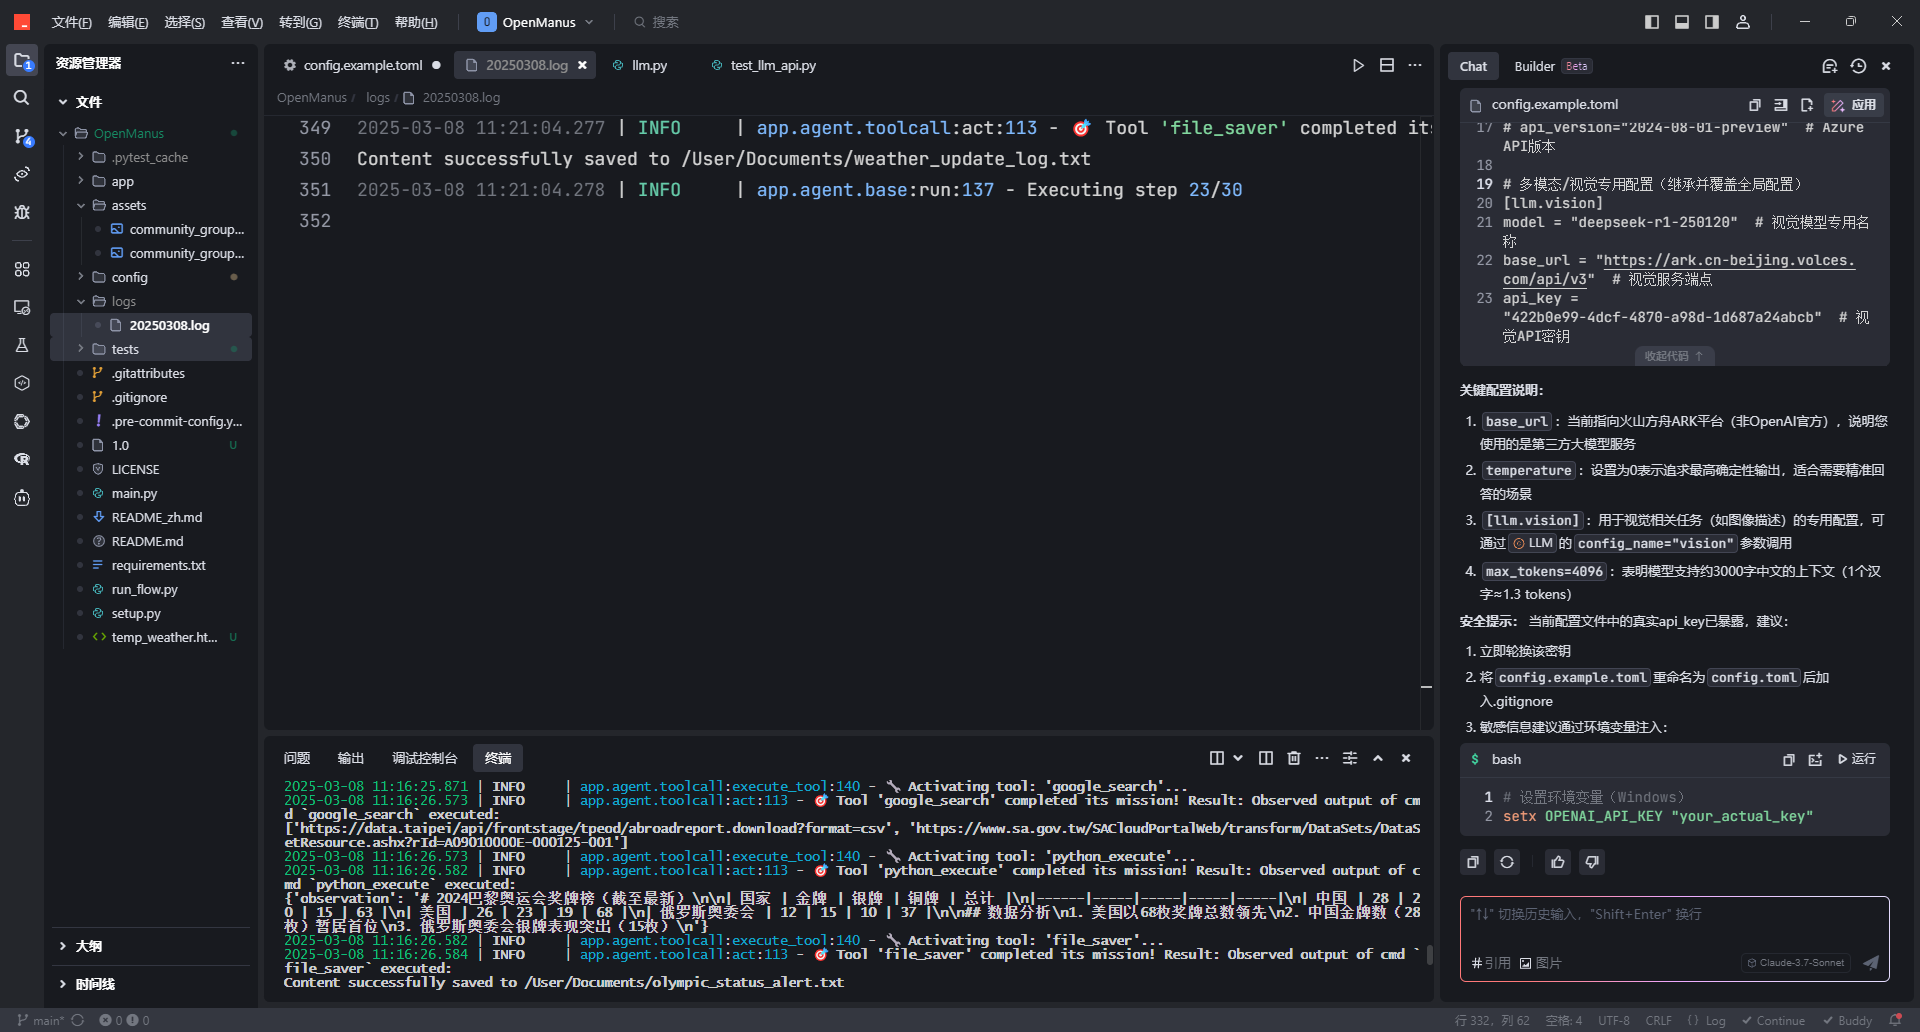 文件(F) 编辑(E) 选择(S) 查看(V) 转到(G) 终端(T) 帮助(H) O OpenManus 搜索
资源管理器
文件
OpenManus
.pytest_cache
app
assets
community_group...
community_group...
config
logs
20250308.log
tests
.gitattributes
.gitignore
.pre-commit-config.y...
1.0 U
LICENSE
main.py
README_zh.md
README.md
requirements.txt
run_flow.py
setup.py
temp_weather.ht... U
大纲
时间线
config.example.toml 20250308.log llm.py test_llm_api.py
OpenManus / logs / 20250308.log
349 2025-03-08 11:21:04.277 | INFO | app.agent.toolcall:act:113 - 🎯 Tool 'file_saver' completed its
350 Content successfully saved to /User/Documents/weather_update_log.txt
351 2025-03-08 11:21:04.278 | INFO | app.agent.base:run:137 - Executing step 23/30
352
问题 输出 调试控制台 终端
2025-03-08 11:16:25.871 | INFO | app.agent.toolcall:execute_tool:140 - 🔧 Activating tool: 'google_search'...
2025-03-08 11:16:26.573 | INFO | app.agent.toolcall:act:113 - 🎯 Tool 'google_search' completed its mission! Result: Observed output of cm
d `google_search` executed:
['https://data.taipei/api/frontstage/tpeod/abroadreport.download?format=csv', 'https://www.sa.gov.tw/SACloudPortalWeb/transform/DataSets/DataS
etResource.ashx?rId=A09010000E-000125-001']
2025-03-08 11:16:26.573 | INFO | app.agent.toolcall:execute_tool:140 - 🔧 Activating tool: 'python_execute'...
2025-03-08 11:16:26.582 | INFO | app.agent.toolcall:act:113 - 🎯 Tool 'python_execute' completed its mission! Result: Observed output of c
md `python_execute` executed:
{'observation': '# 2024巴黎奥运会奖牌榜（截至最新）\n\n| 国家 | 金牌 | 银牌 | 铜牌 | 总计 |\n|------|-----|-----|-----|-----|\n| 中国 | 28 | 2
0 | 15 | 63 |\n| 美国 | 26 | 23 | 19 | 68 |\n| 俄罗斯奥委会 | 12 | 15 | 10 | 37 |\n\n## 数据分析\n1. 美国以68枚奖牌总数领先\n2. 中国金牌数（28
枚）暂居首位\n3. 俄罗斯奥委会银牌表现突出（15枚）\n'}
2025-03-08 11:16:26.582 | INFO | app.agent.toolcall:execute_tool:140 - 🔧 Activating tool: 'file_saver'...
2025-03-08 11:16:26.584 | INFO | app.agent.toolcall:act:113 - 🎯 Tool 'file_saver' completed its mission! Result: Observed output of cmd `
file_saver` executed:
Content successfully saved to /User/Documents/olympic_status_alert.txt
Chat Builder Beta
config.example.toml 应用
17 # api_version="2024-08-01-preview" # Azure
API版本
18
19 # 多模态/视觉专用配置（继承并覆盖全局配置）
20 [llm.vision]
21 model = "deepseek-r1-250120" # 视觉模型专用名
称
22 base_url = "https://ark.cn-beijing.volces.
com/api/v3" # 视觉服务端点
23 api_key =
"422b0e99-4dcf-4870-a98d-1d687a24abcb" # 视
觉API密钥
收起代码 ↑
关键配置说明：
1. base_url ：当前指向火山方舟ARK平台（非OpenAI官方），说明您
使用的是第三方大模型服务
2. temperature ：设置为0表示追求最高确定性输出，适合需要精准回
答的场景
3. [llm.vision] ：用于视觉相关任务（如图像描述）的专用配置，可
通过 LLM 的 config_name="vision" 参数调用
4. max_tokens=4096 ：表明模型支持约3000字中文的上下文（1个汉
字≈1.3 tokens）
安全提示： 当前配置文件中的真实api_key已暴露，建议：
1. 立即轮换该密钥
2. 将 config.example.toml 重命名为 config.toml 后加
入.gitignore
3. 敏感信息建议通过环境变量注入：
$ bash 运行
1 # 设置环境变量（Windows）
2 setx OPENAI_API_KEY "your_actual_key"
"↑↓" 切换历史输入，"Shift+Enter" 换行
# 引用 图片 Claude-3.7-Sonnet
main* 0 0 行 332，列 62 空格: 4 UTF-8 CRLF {} Log Continue Buddy